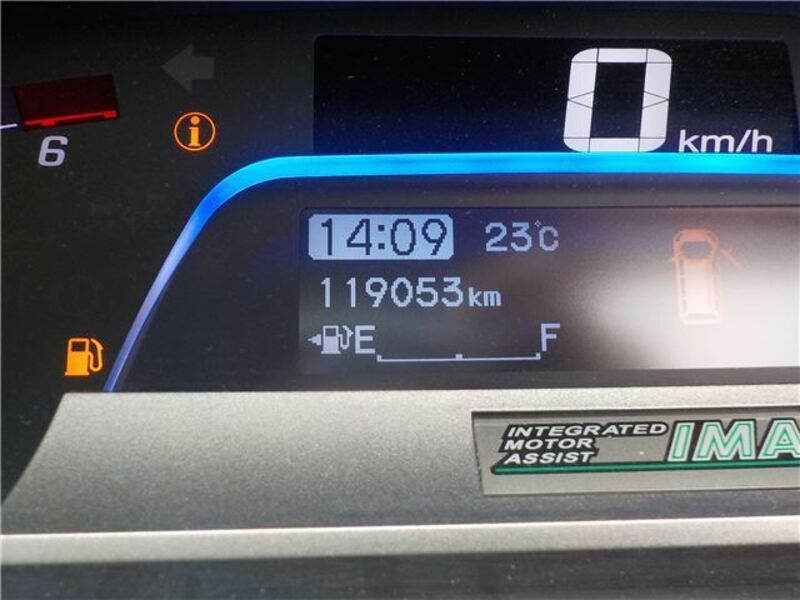 0 km/h
6
14:09 23°C
119053km
E F
INTEGRATED
MOTOR
ASSIST
IMA